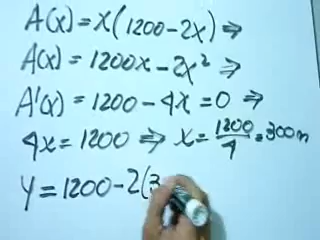 A(x) = x(1200 - 2x) ⇒
A(x) = 1200x - 2x² ⇒
A'(x) = 1200 - 4x = 0 ⇒
4x = 1200 ⇒ x = 1200/4 = 300m
y = 1200 - 2(3